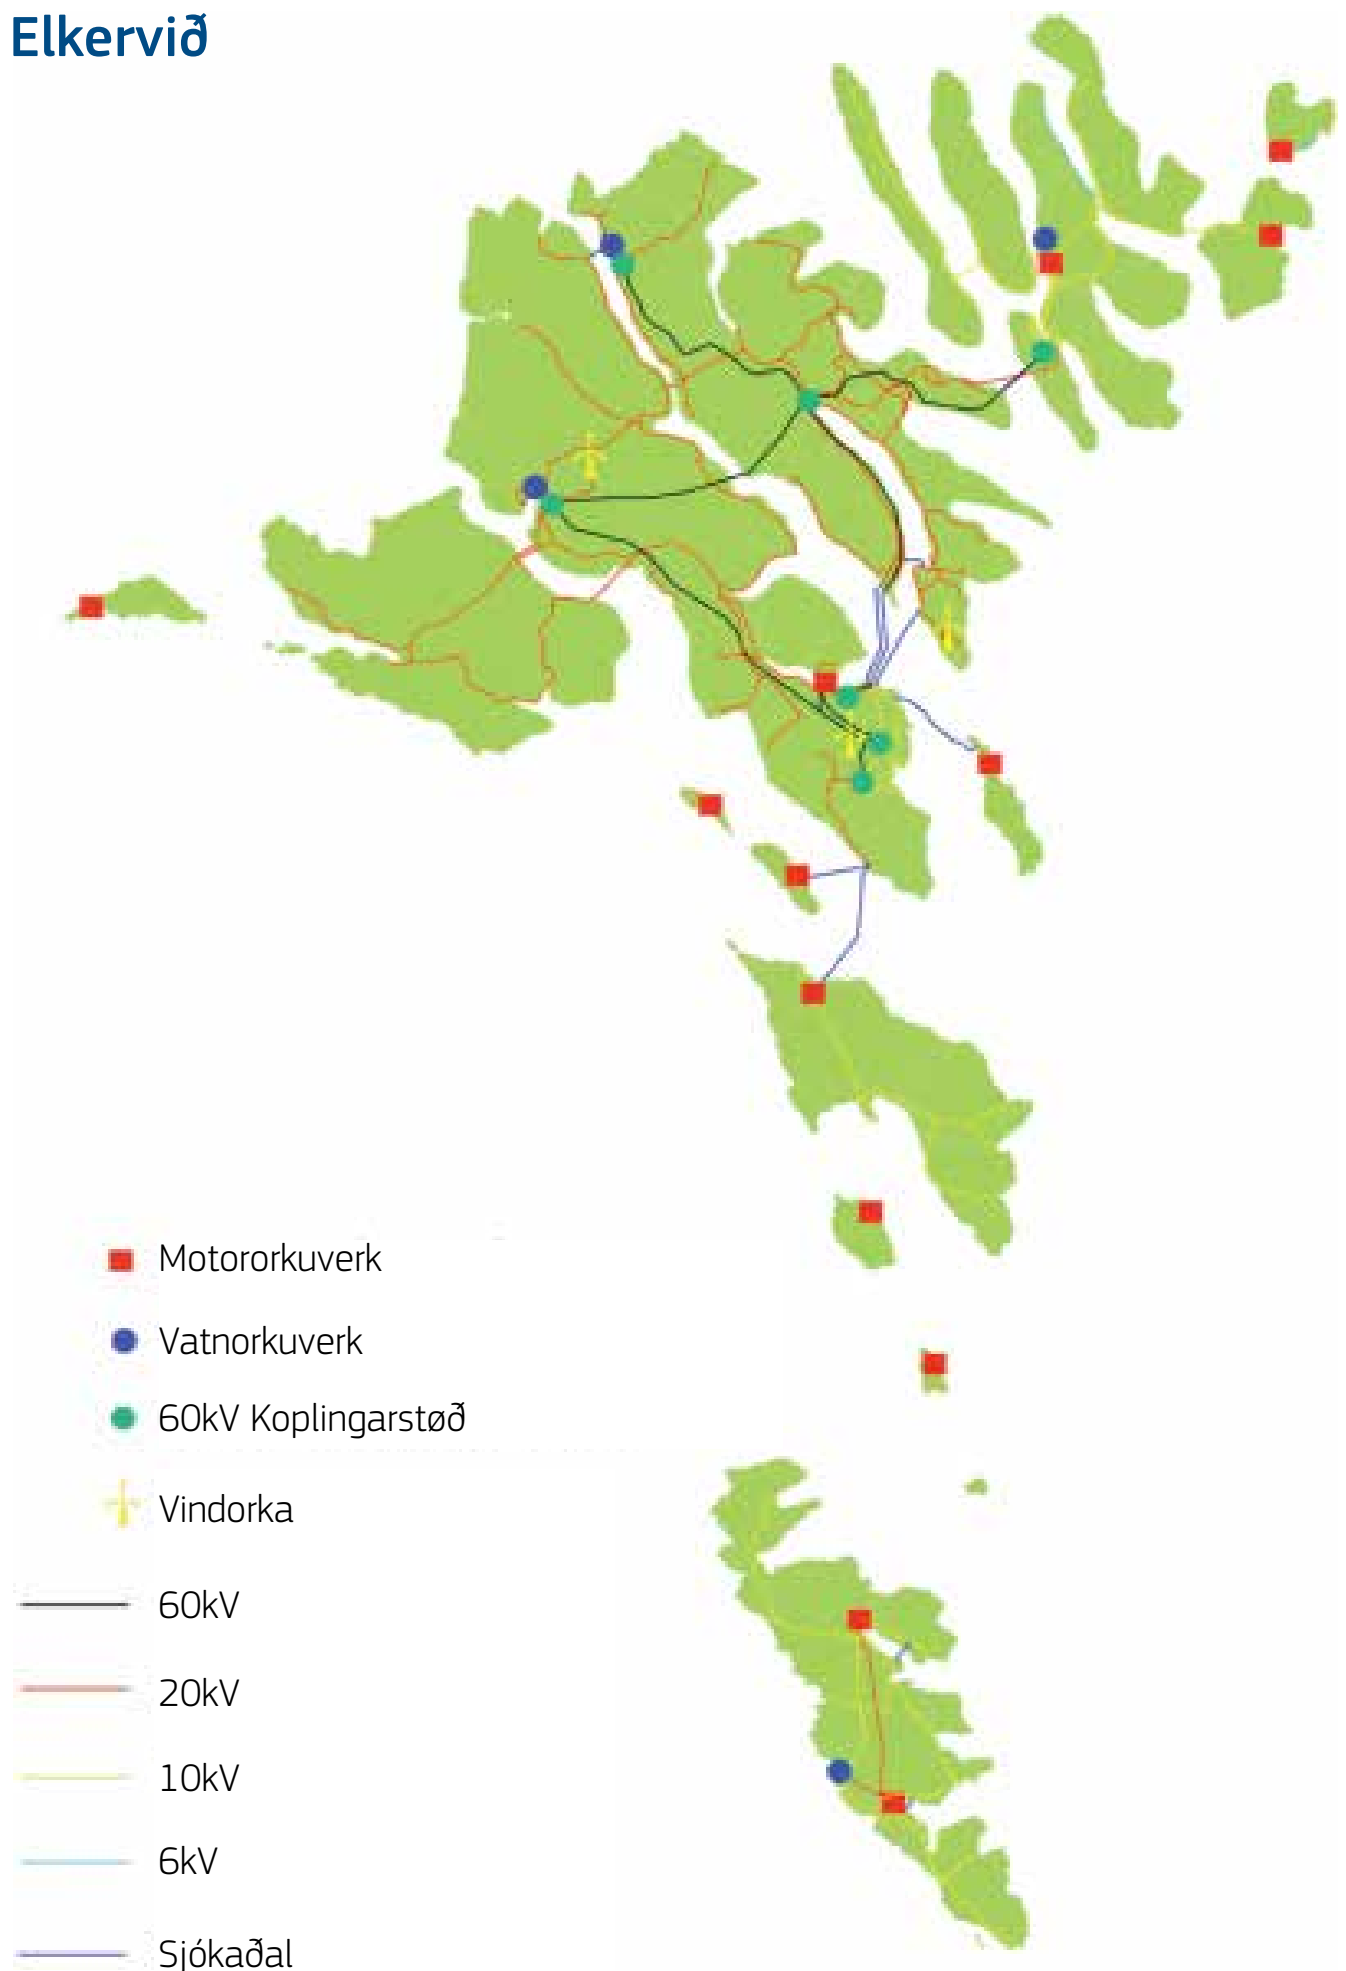 Elkervið
Motororkuverk
Vatnorkuverk
60kV Koplingarstøð
Vindorka
60kV
20kV
10kV
6kV
Sjókaðal